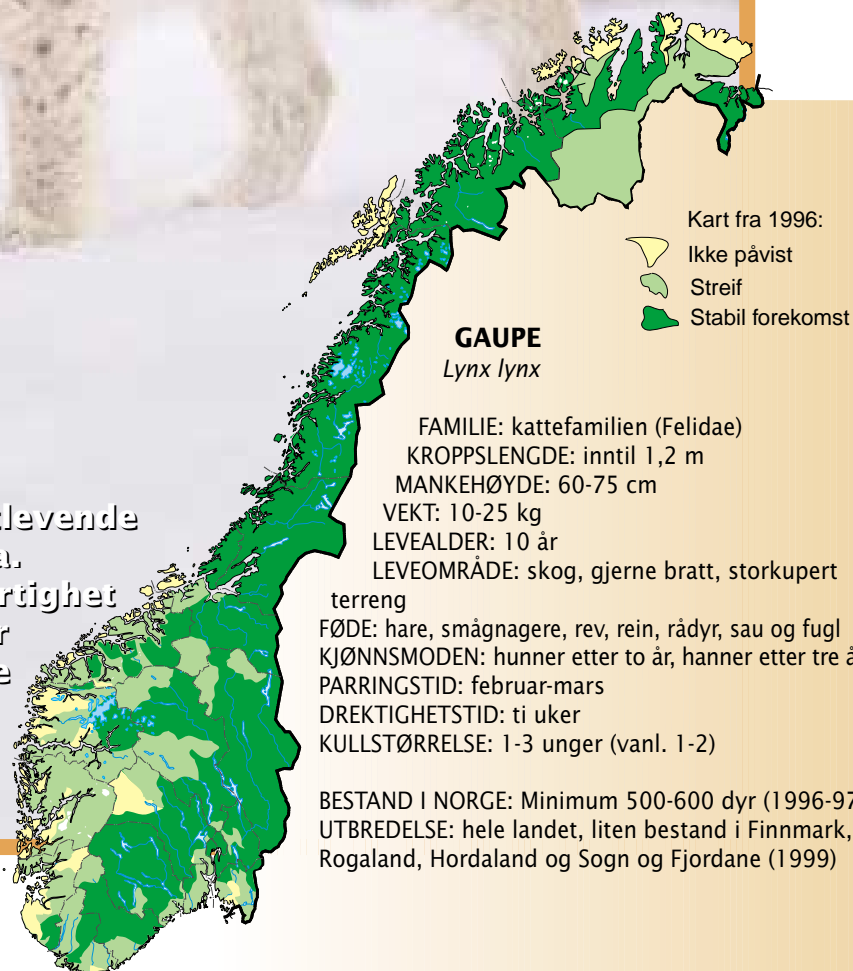 Kart fra 1996:
Ikke påvist
Streif
Stabil forekomst
GAUPE
Lynx lynx
FAMILIE: kattefamilien (Felidae)
KROPPSLENGDE: inntil 1,2 m
MANKEHØYDE: 60-75 cm
VEKT: 10-25 kg
LEVEALDER: 10 år
LEVEOMRÅDE: skog, gjerne bratt, storkupert
terreng
FØDE: hare, smågnagere, rev, rein, rådyr, sau og fugl
KJØNNSMODEN: hunner etter to år, hanner etter tre
PARRINGSTID: februar-mars
DREKTIGHETSTID: ti uker
KULLSTØRRELSE: 1-3 unger (vanl. 1-2)
BESTAND I NORGE: Minimum 500-600 dyr (1996-97
UTBREDELSE: hele landet, liten bestand i Finnmark,
Rogaland, Hordaland og Sogn og Fjordane (1999)